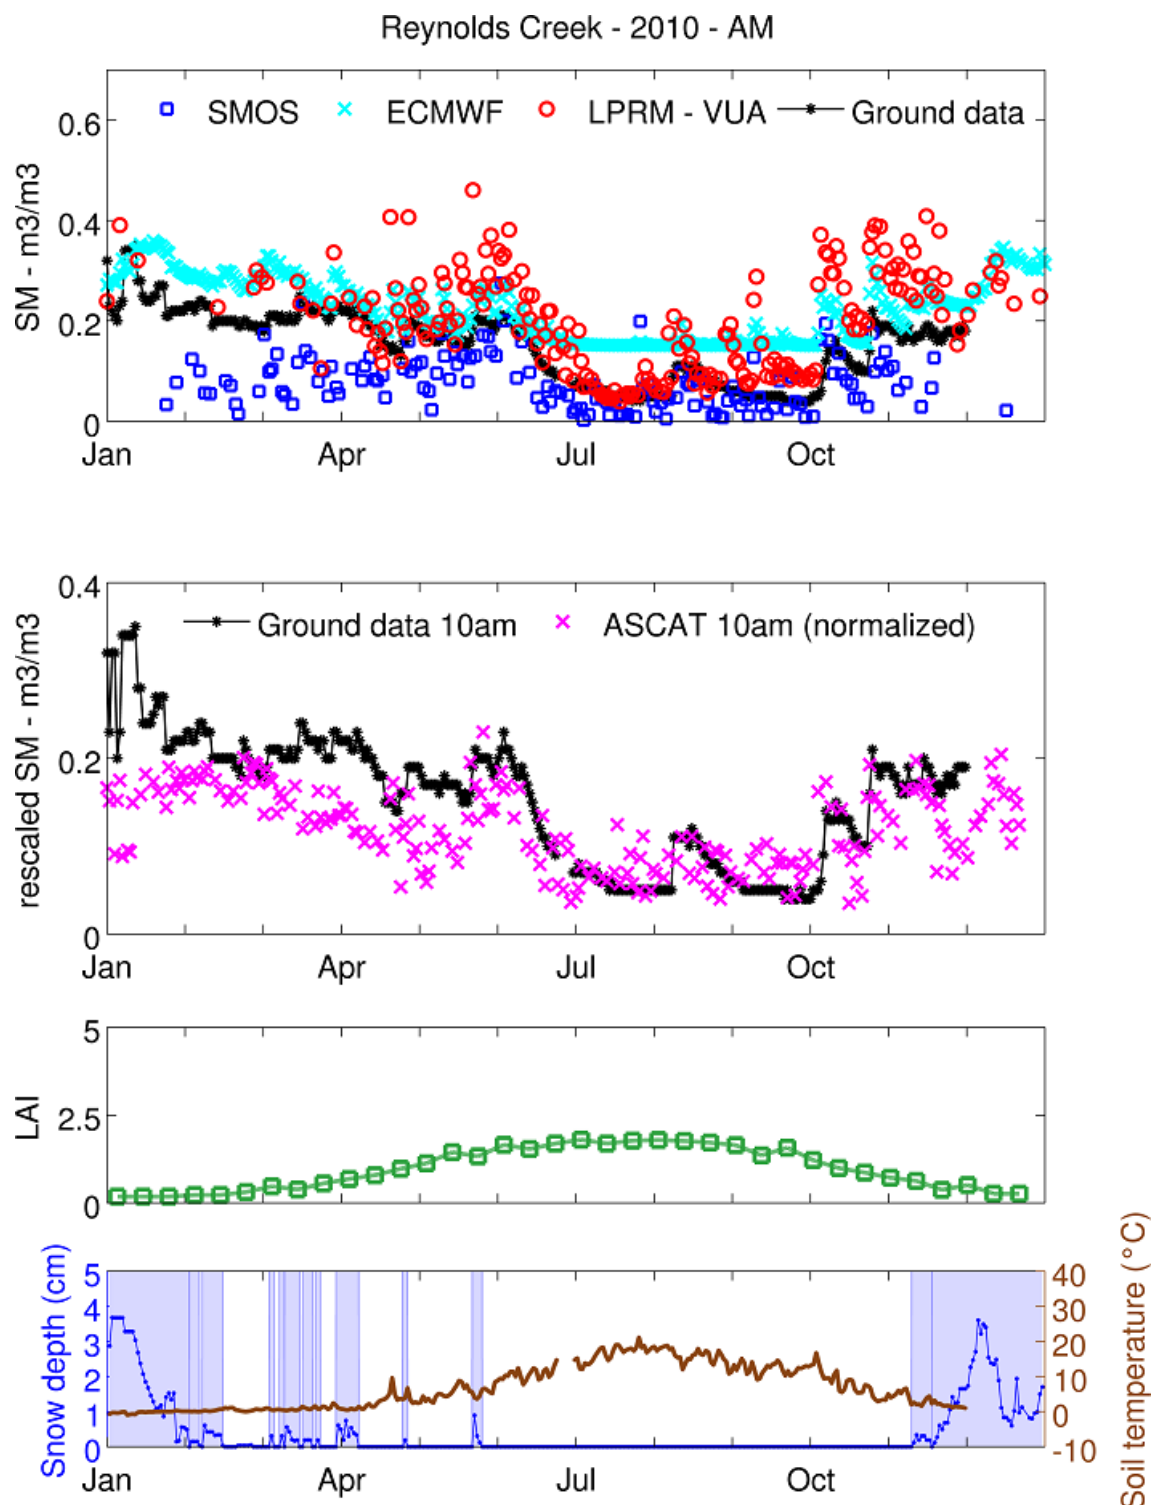 Reynolds Creek - 2010 - AM
SMOS ECMWF LPRM - VUA Ground data
SM - m3/m3
0.6
0.4
0.2
0
Jan Apr Jul Oct
Ground data 10am ASCAT 10am (normalized)
rescaled SM - m3/m3
0.4
0.2
0
Jan Apr Jul Oct
LAI
5
2.5
0
Snow depth (cm)
5
4
3
2
1
0
Soil temperature (°C)
40
30
20
10
0
-10
Jan Apr Jul Oct